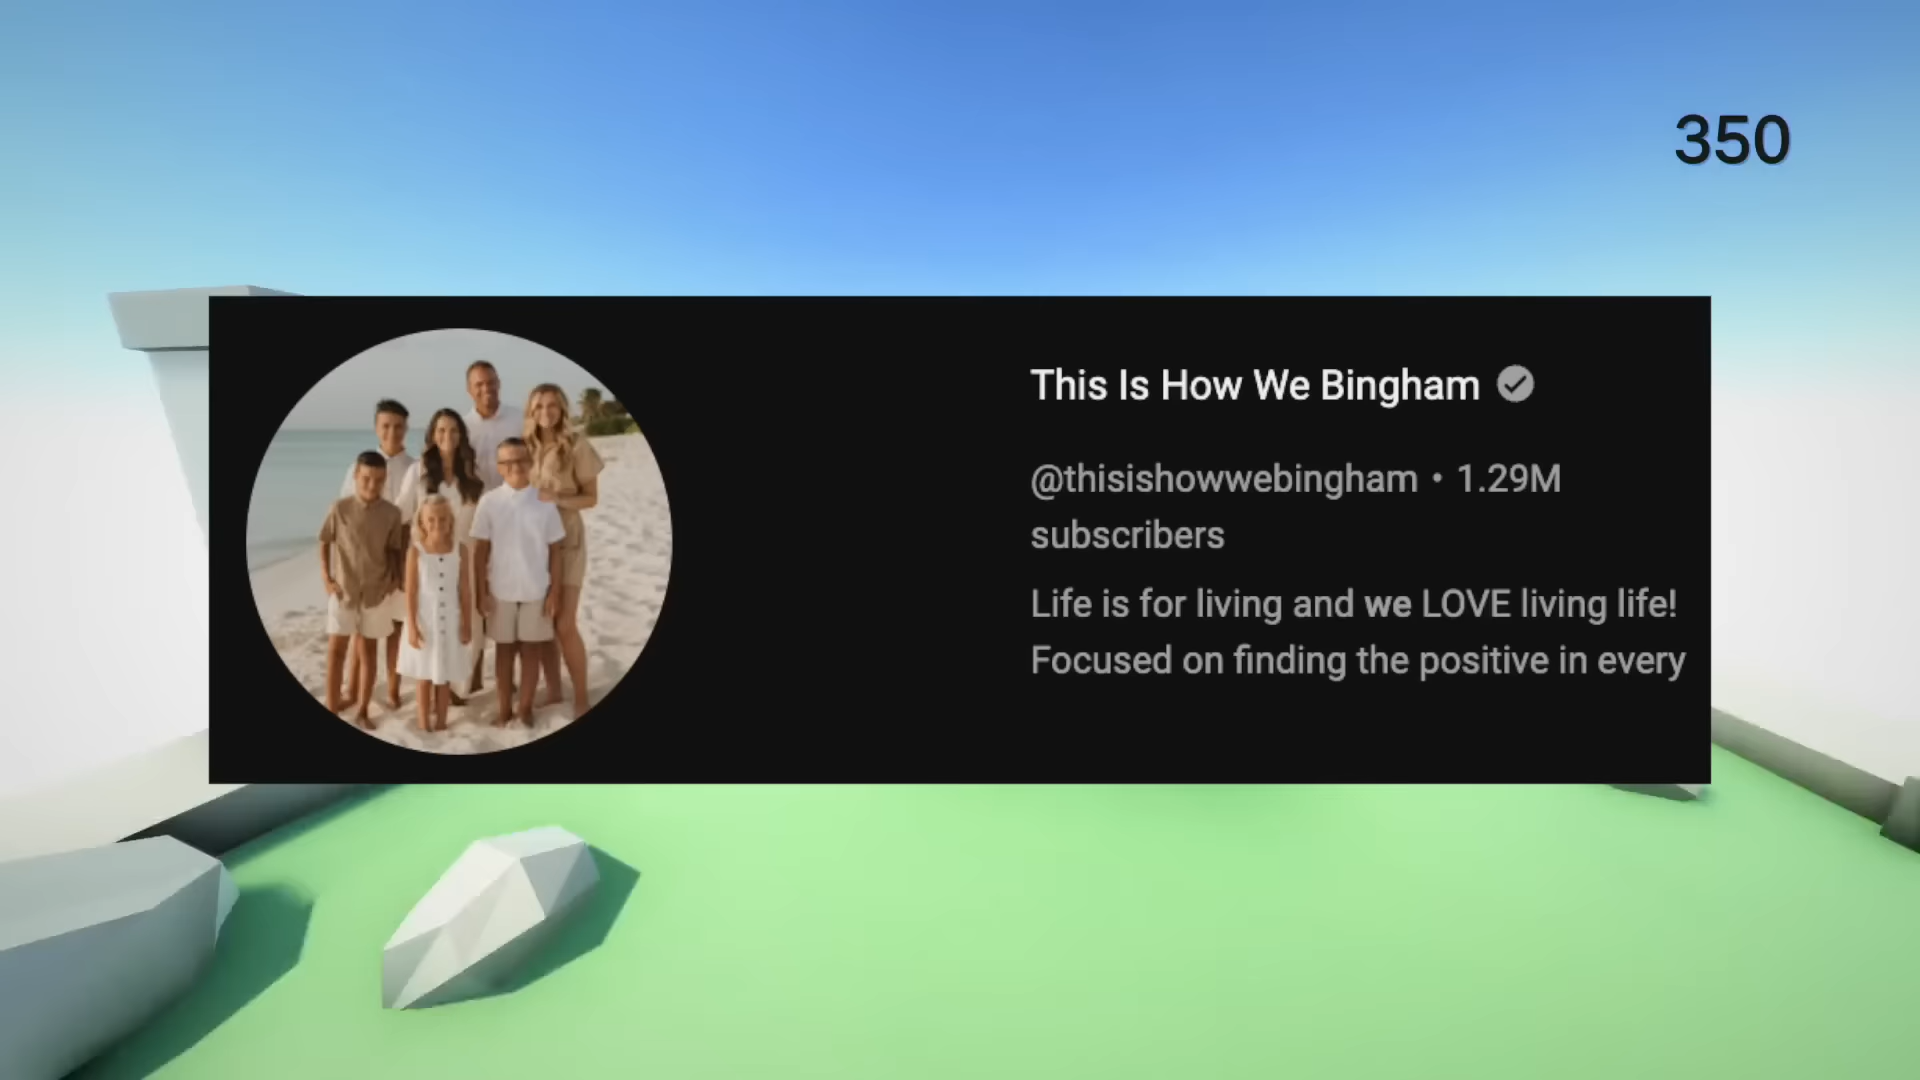 350
This Is How We Bingham
@thisishowwebingham • 1.29M
subscribers
Life is for living and we LOVE living life!
Focused on finding the positive in every